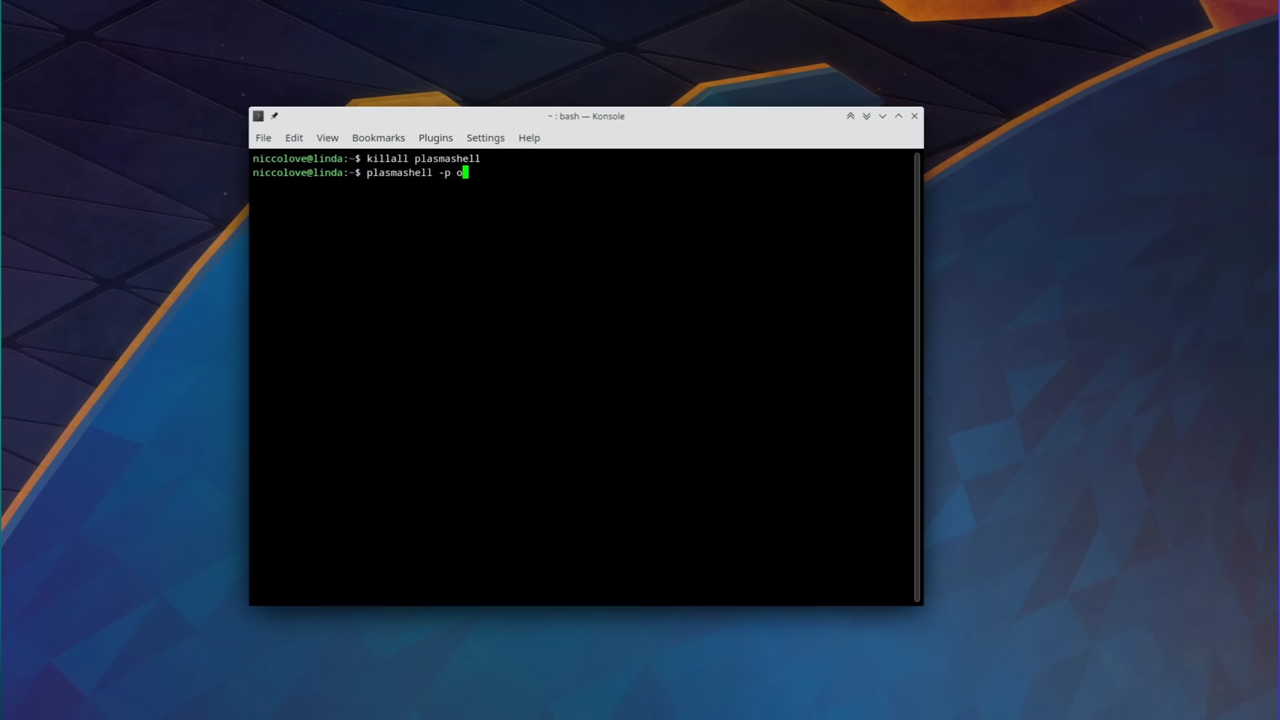 ~ : bash — Konsole
File Edit View Bookmarks Plugins Settings Help
niccolove@linda:~$ killall plasmashell
niccolove@linda:~$ plasmashell -p o